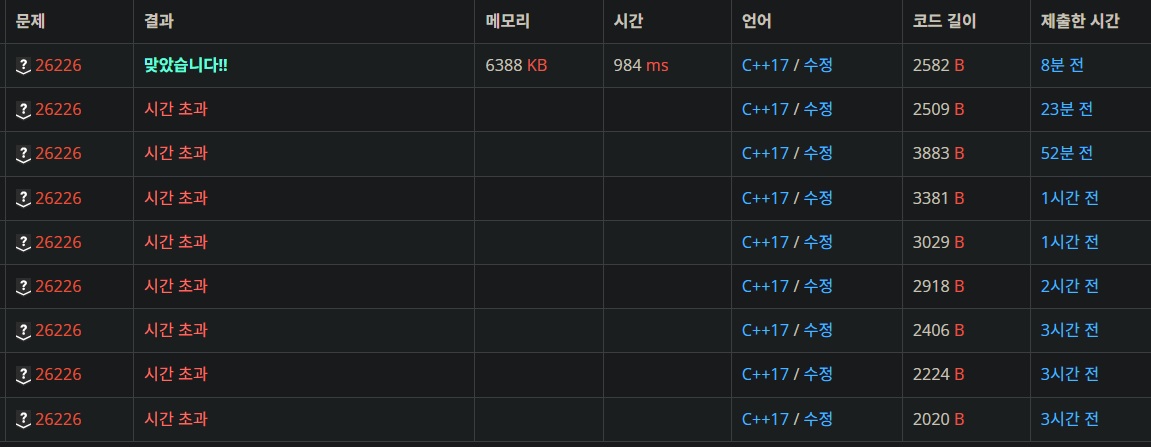 문제 결과 메모리 시간 언어 코드 길이 제출한 시간
? 26226 맞았습니다!! 6388 KB 984 ms C++17 / 수정 2582 B 8분 전
? 26226 시간 초과 C++17 / 수정 2509 B 23분 전
? 26226 시간 초과 C++17 / 수정 3883 B 52분 전
? 26226 시간 초과 C++17 / 수정 3381 B 1시간 전
? 26226 시간 초과 C++17 / 수정 3029 B 1시간 전
? 26226 시간 초과 C++17 / 수정 2918 B 2시간 전
? 26226 시간 초과 C++17 / 수정 2406 B 3시간 전
? 26226 시간 초과 C++17 / 수정 2224 B 3시간 전
? 26226 시간 초과 C++17 / 수정 2020 B 3시간 전